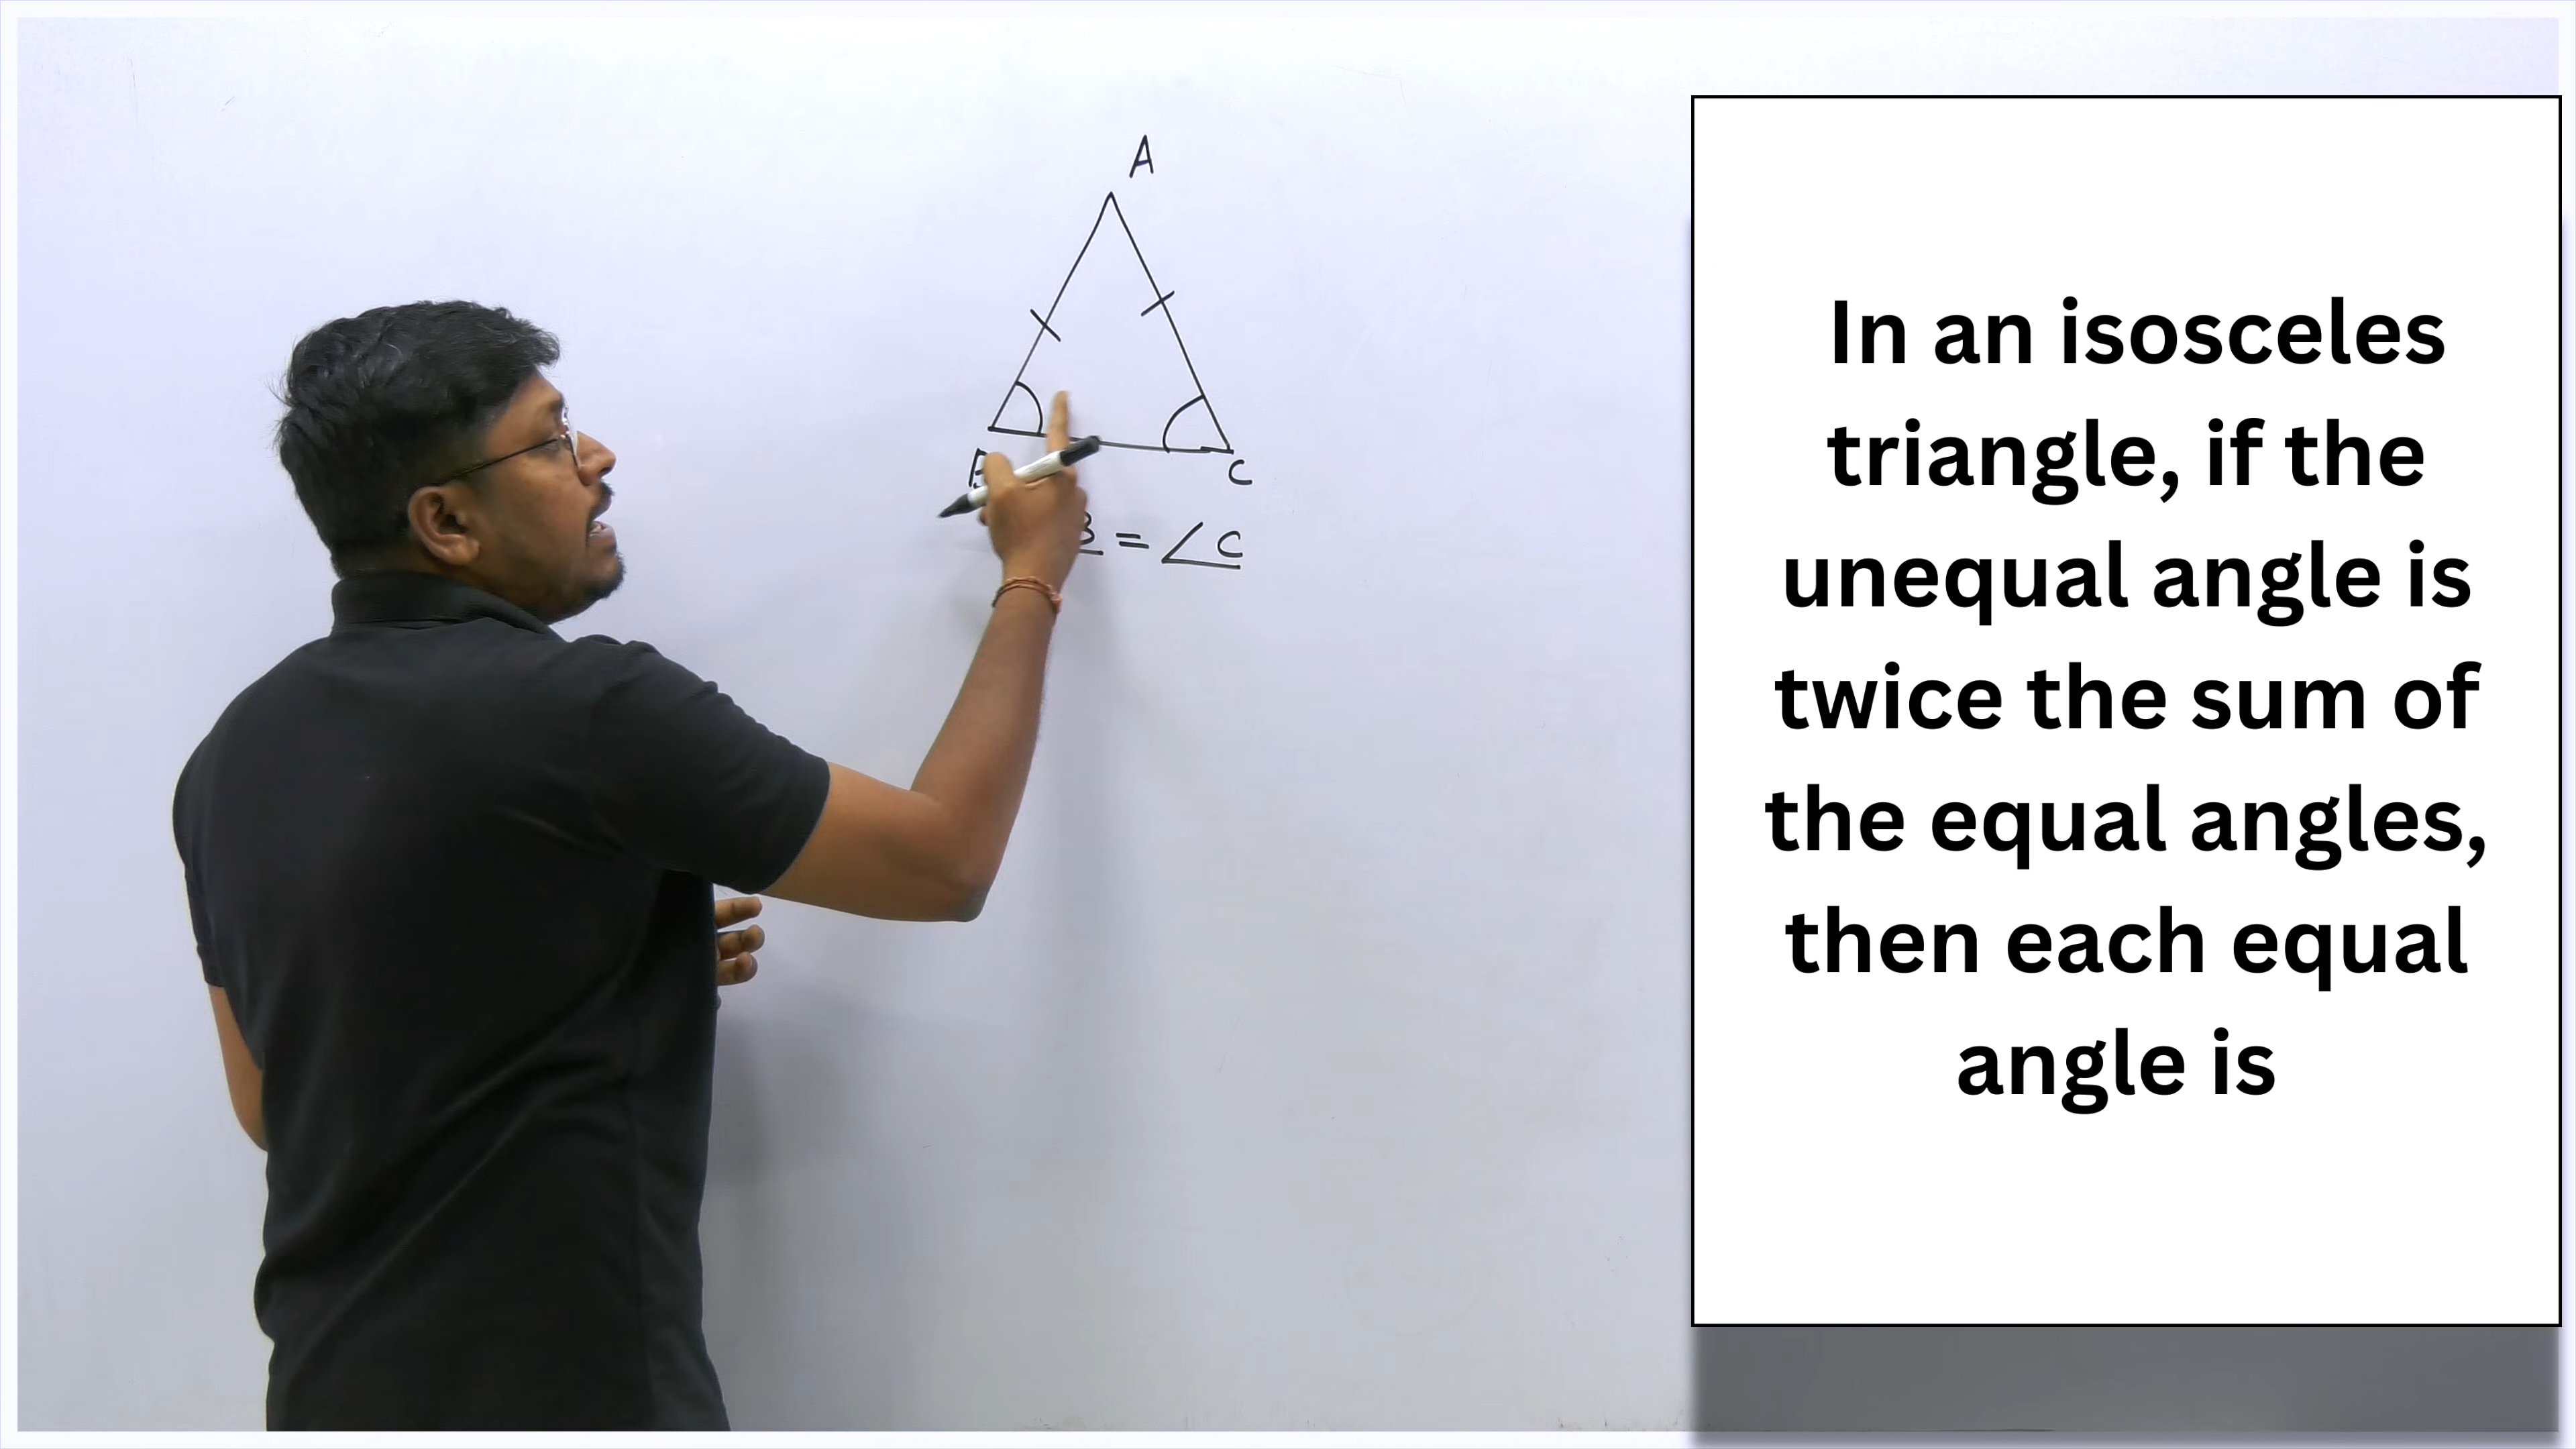 A
C
= ∠C
In an isosceles
triangle, if the
unequal angle is
twice the sum of
the equal angles,
then each equal
angle is